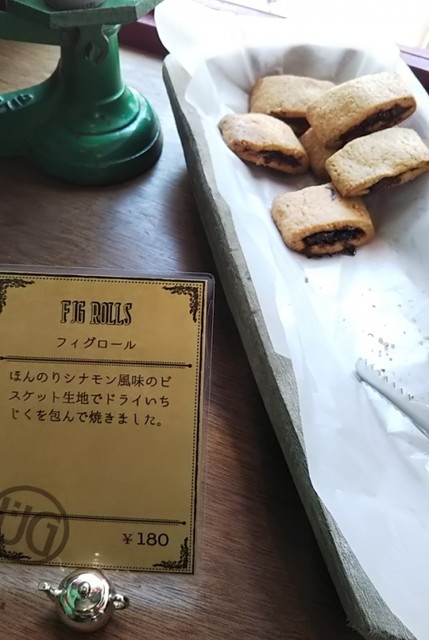 FIG ROLLS
フィグロール
ほんのりシナモン風味のビ
スケット生地でドライいち
じくを包んで焼きました。
￥180